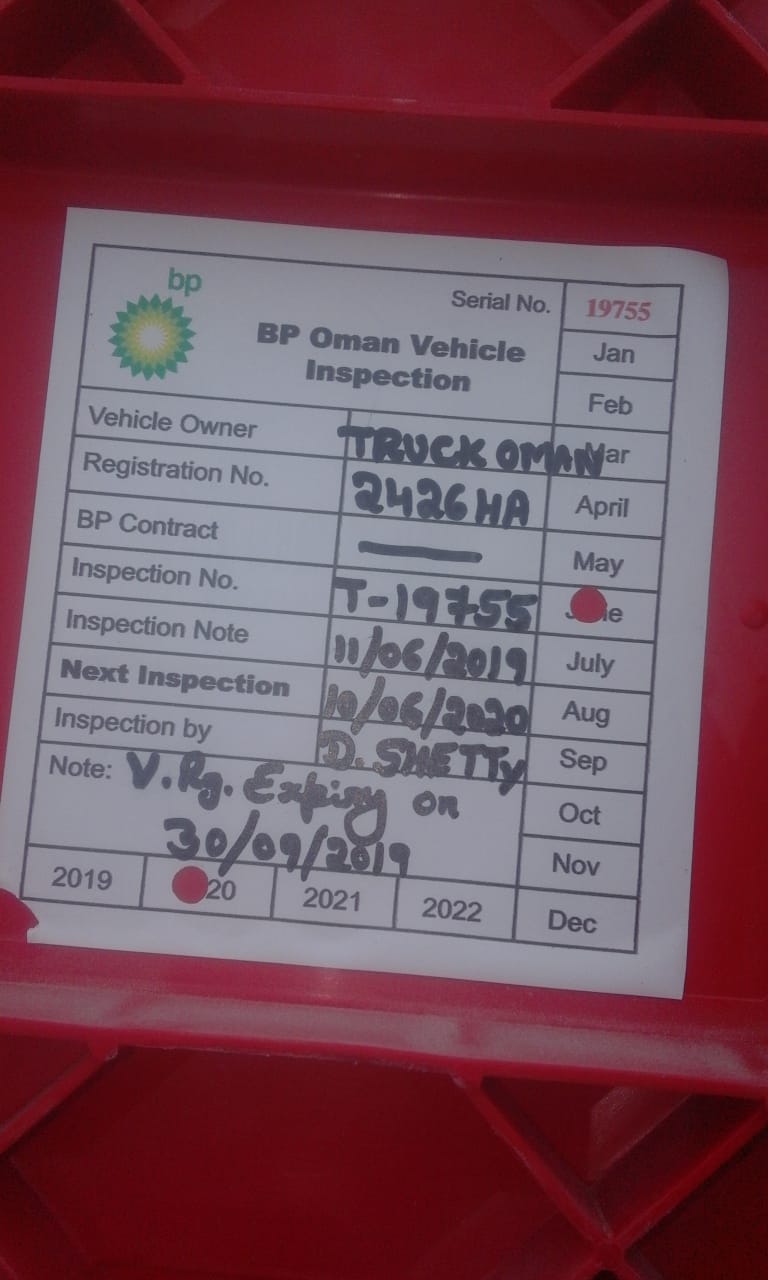 bp
Serial No. 19755
BP Oman Vehicle
Inspection
Jan
Feb
Vehicle Owner TRUCK OMAN Mar
Registration No. 2426 HA April
BP Contract — May
Inspection No. T-19755
Inspection Note 11/06/2019 July
Next Inspection 10/06/2020 Aug
Inspection by D. SHETTy Sep
Note: V. Rg. Expiry on Oct
30/09/2019 Nov
2019 20 2021 2022 Dec